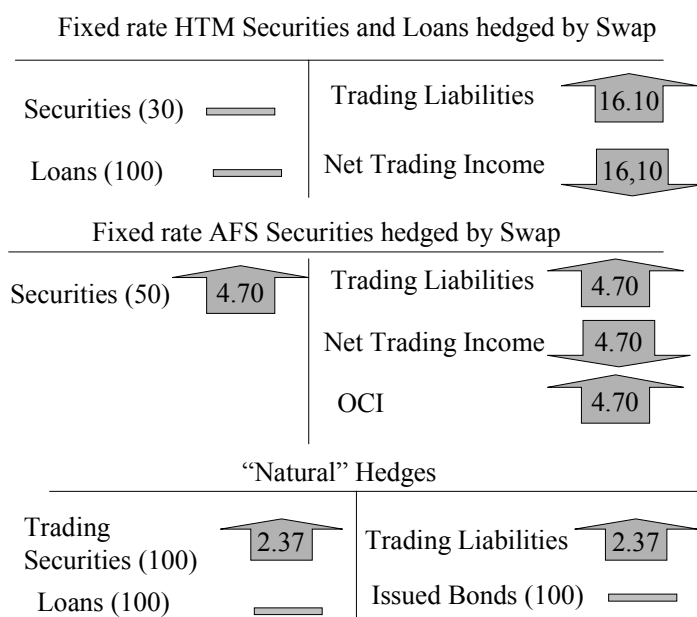 Fixed rate HTM Securities and Loans hedged by Swap
Securities (30)
Trading Liabilities 16.10
Loans (100)
Net Trading Income 16,10
Fixed rate AFS Securities hedged by Swap
Securities (50) 4.70
Trading Liabilities 4.70
Net Trading Income 4.70
OCI 4.70
“Natural” Hedges
Trading
Securities (100) 2.37
Trading Liabilities 2.37
Loans (100)
Issued Bonds (100)